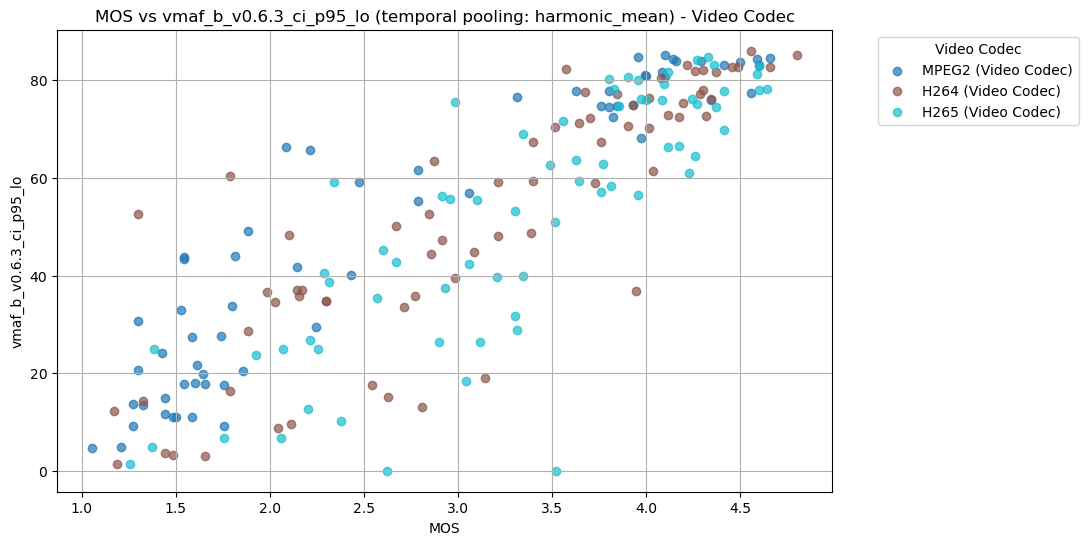 MOS vs vmaf_b_v0.6.3_ci_p95_lo (temporal pooling: harmonic_mean) - Video Codec
Video Codec
MPEG2 (Video Codec)
H264 (Video Codec)
H265 (Video Codec)
vmaf_b_v0.6.3_ci_p95_lo
80
60
40
20
0
1.0 1.5 2.0 2.5 3.0 3.5 4.0 4.5
MOS